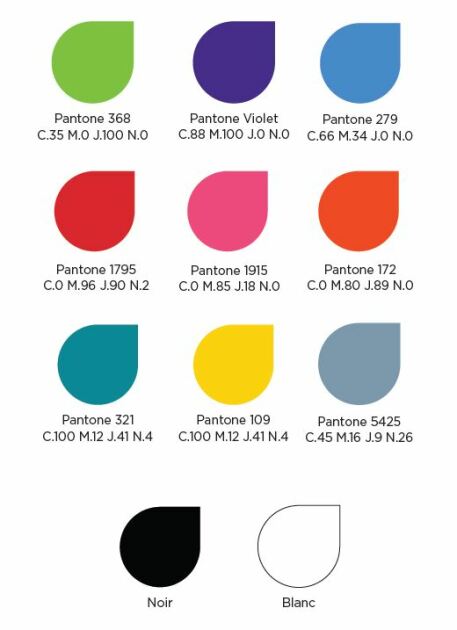 Pantone 368
C.35 M.0 J.100 N.0
Pantone Violet
C.88 M.100 J.0 N.0
Pantone 279
C.66 M.34 J.0 N.0
Pantone 1795
C.0 M.96 J.90 N.2
Pantone 1915
C.0 M.85 J.18 N.0
Pantone 172
C.0 M.80 J.89 N.0
Pantone 321
C.100 M.12 J.41 N.4
Pantone 109
C.100 M.12 J.41 N.4
Pantone 5425
C.45 M.16 J.9 N.26
Noir
Blanc